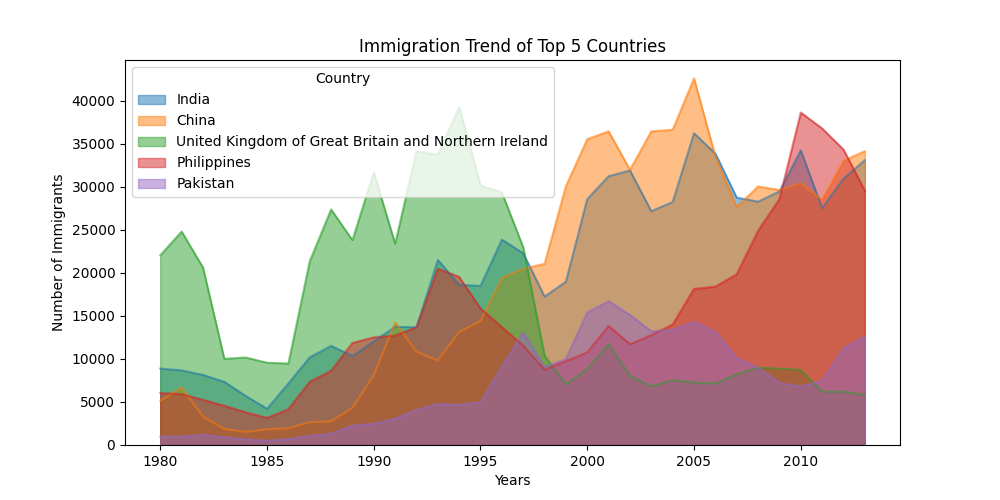 Immigration Trend of Top 5 Countries
Country
India
China
United Kingdom of Great Britain and Northern Ireland
Philippines
Pakistan
Number of Immigrants
40000
35000
30000
25000
20000
15000
10000
5000
0
1980 1985 1990 1995 2000 2005 2010
Years